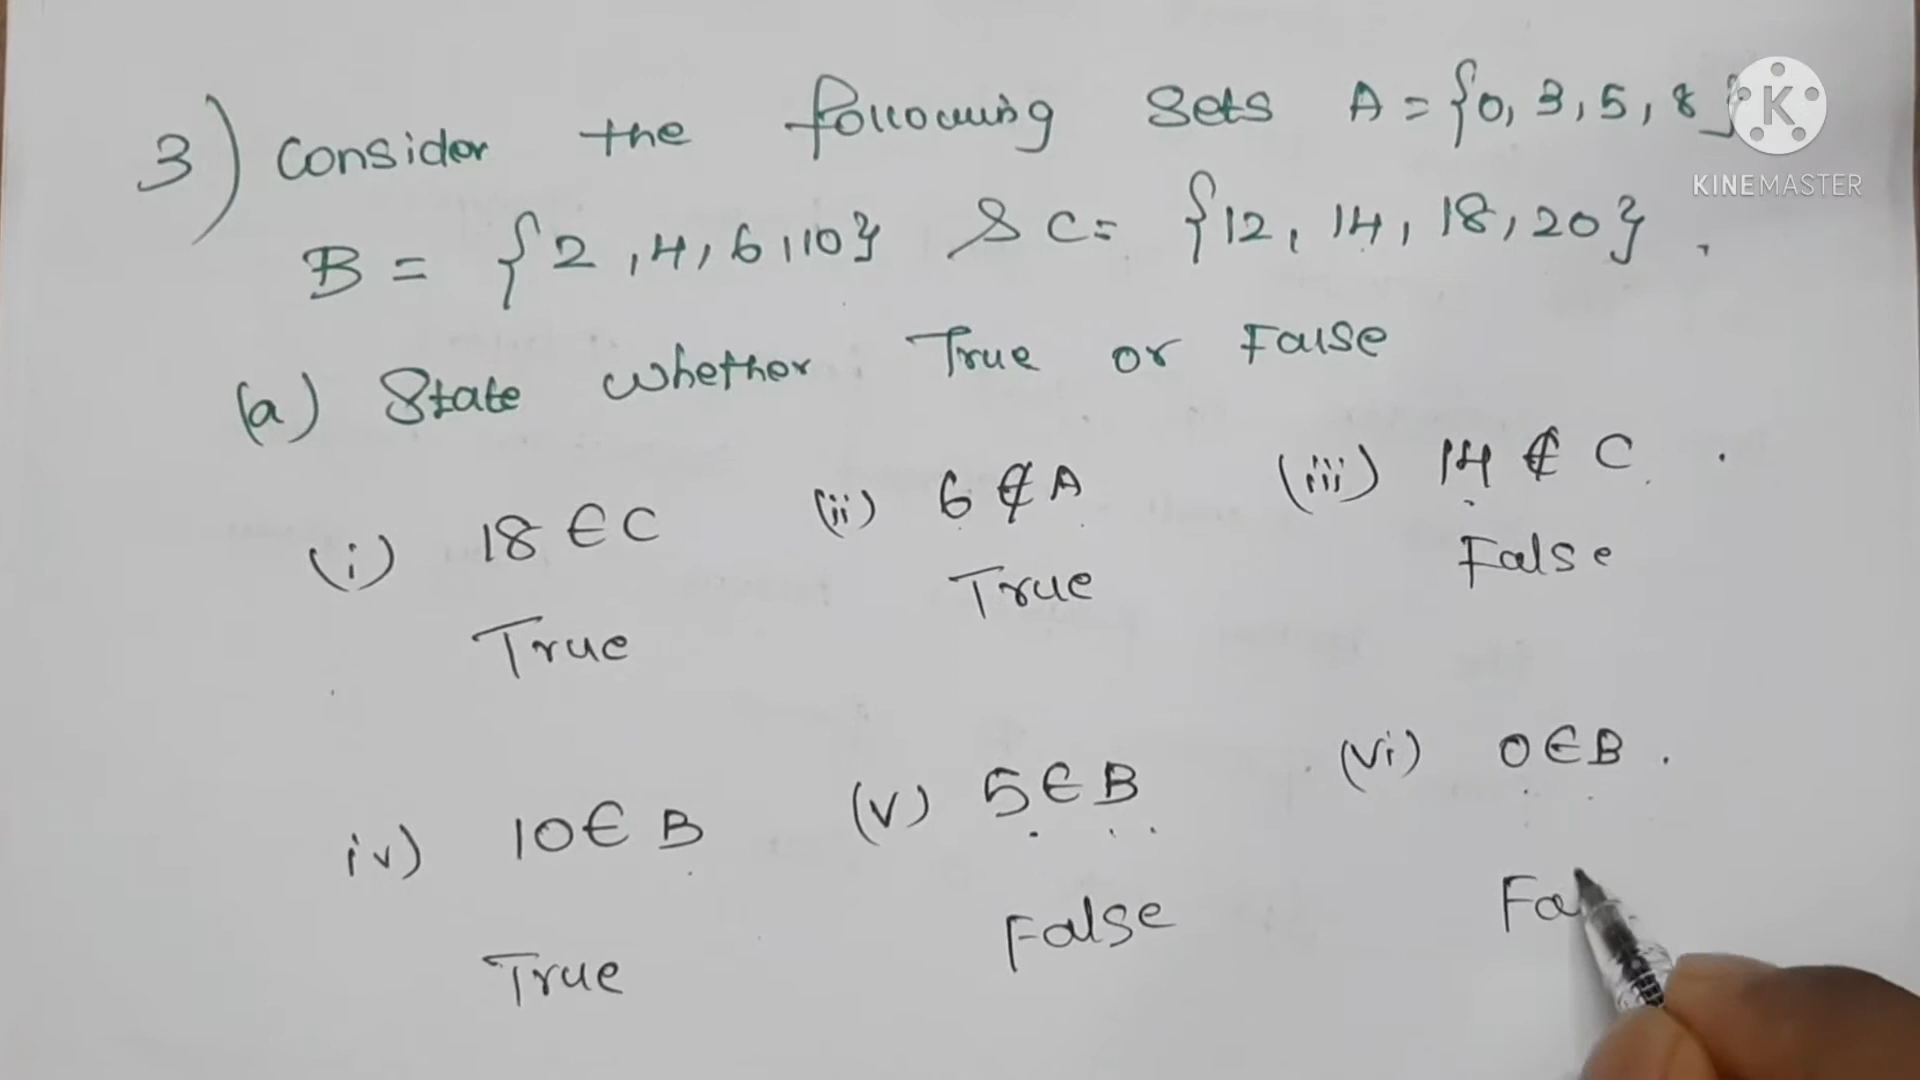 3) Consider the following sets A = {0, 3, 5, 8}
K
KINEMASTER
B = {2, 4, 6, 10} & C = {12, 14, 18, 20}.
(a) State whether True or False
(i) 18 ∈ C (ii) 6 ∉ A (iii) 14 ∉ C.
True True False
iv) 10 ∈ B (v) 5 ∈ B (vi) 0 ∈ B.
True False Fa